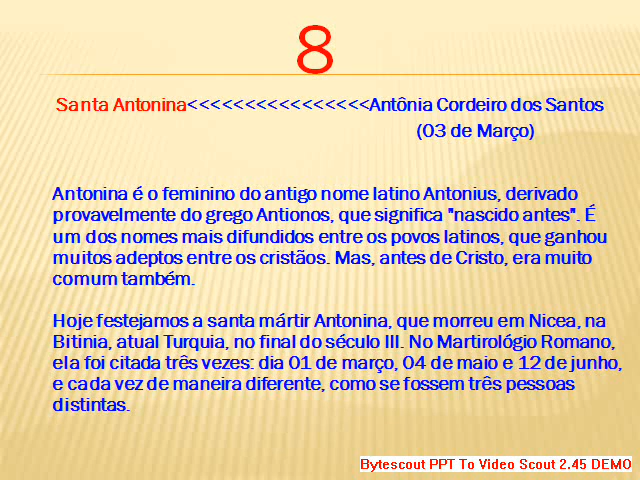 8
Santa Antonina<<<<<<<<<<<<<<<<Antônia Cordeiro dos Santos
(03 de Março)
Antonina é o feminino do antigo nome latino Antonius, derivado
provavelmente do grego Antionos, que significa "nascido antes". É
um dos nomes mais difundidos entre os povos latinos, que ganhou
muitos adeptos entre os cristãos. Mas, antes de Cristo, era muito
comum também.
Hoje festejamos a santa mártir Antonina, que morreu em Nicea, na
Bitinia, atual Turquia, no final do século III. No Martirológio Romano,
ela foi citada três vezes: dia 01 de março, 04 de maio e 12 de junho,
e cada vez de maneira diferente, como se fossem três pessoas
distintas.
Bytescout PPT To Video Scout 2.45 DEMO